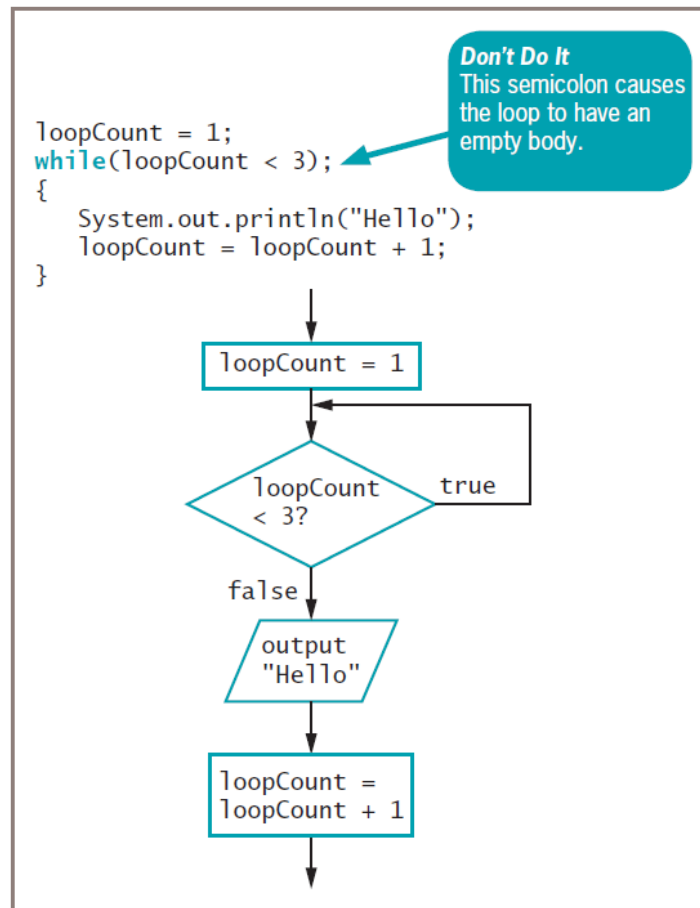 Don't Do It
This semicolon causes
the loop to have an
empty body.
loopCount = 1;
while(loopCount < 3);
{
System.out.println("Hello");
loopCount = loopCount + 1;
}
loopCount = 1
loopCount
< 3?
true
false
output
"Hello"
loopCount =
loopCount + 1